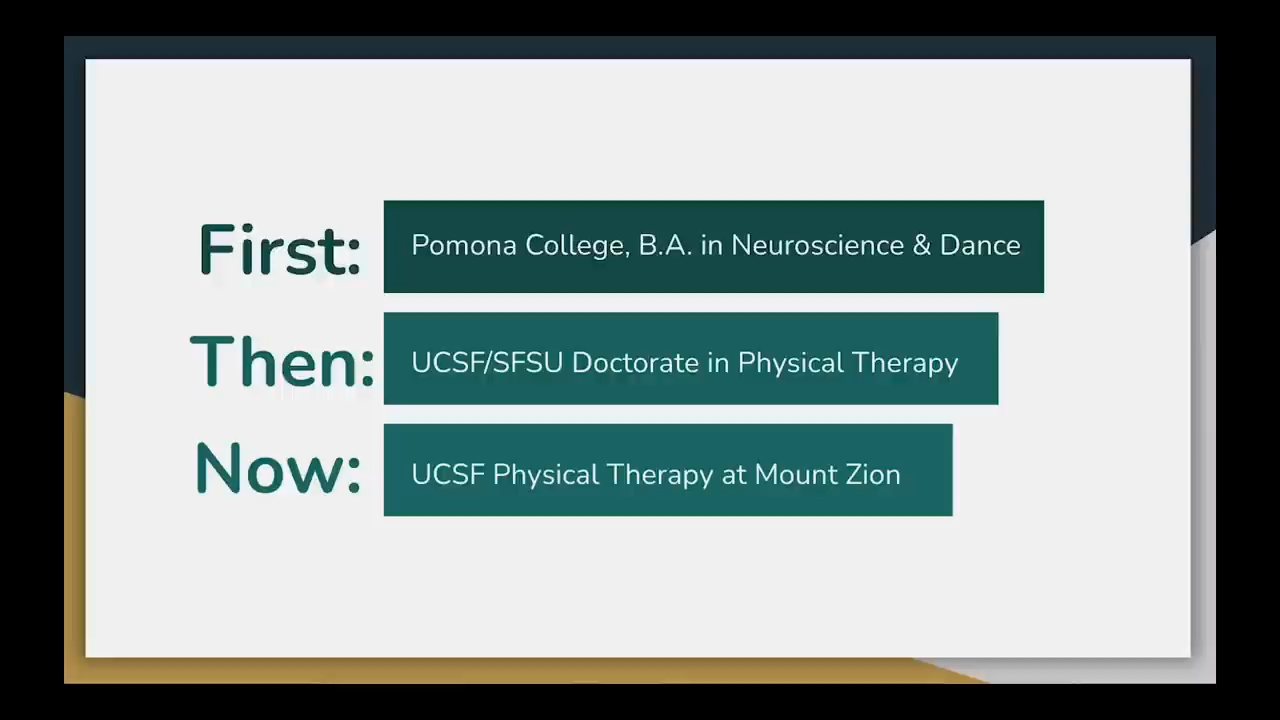 First:
Pomona College, B.A. in Neuroscience & Dance
Then:
UCSF/SFSU Doctorate in Physical Therapy
Now:
UCSF Physical Therapy at Mount Zion